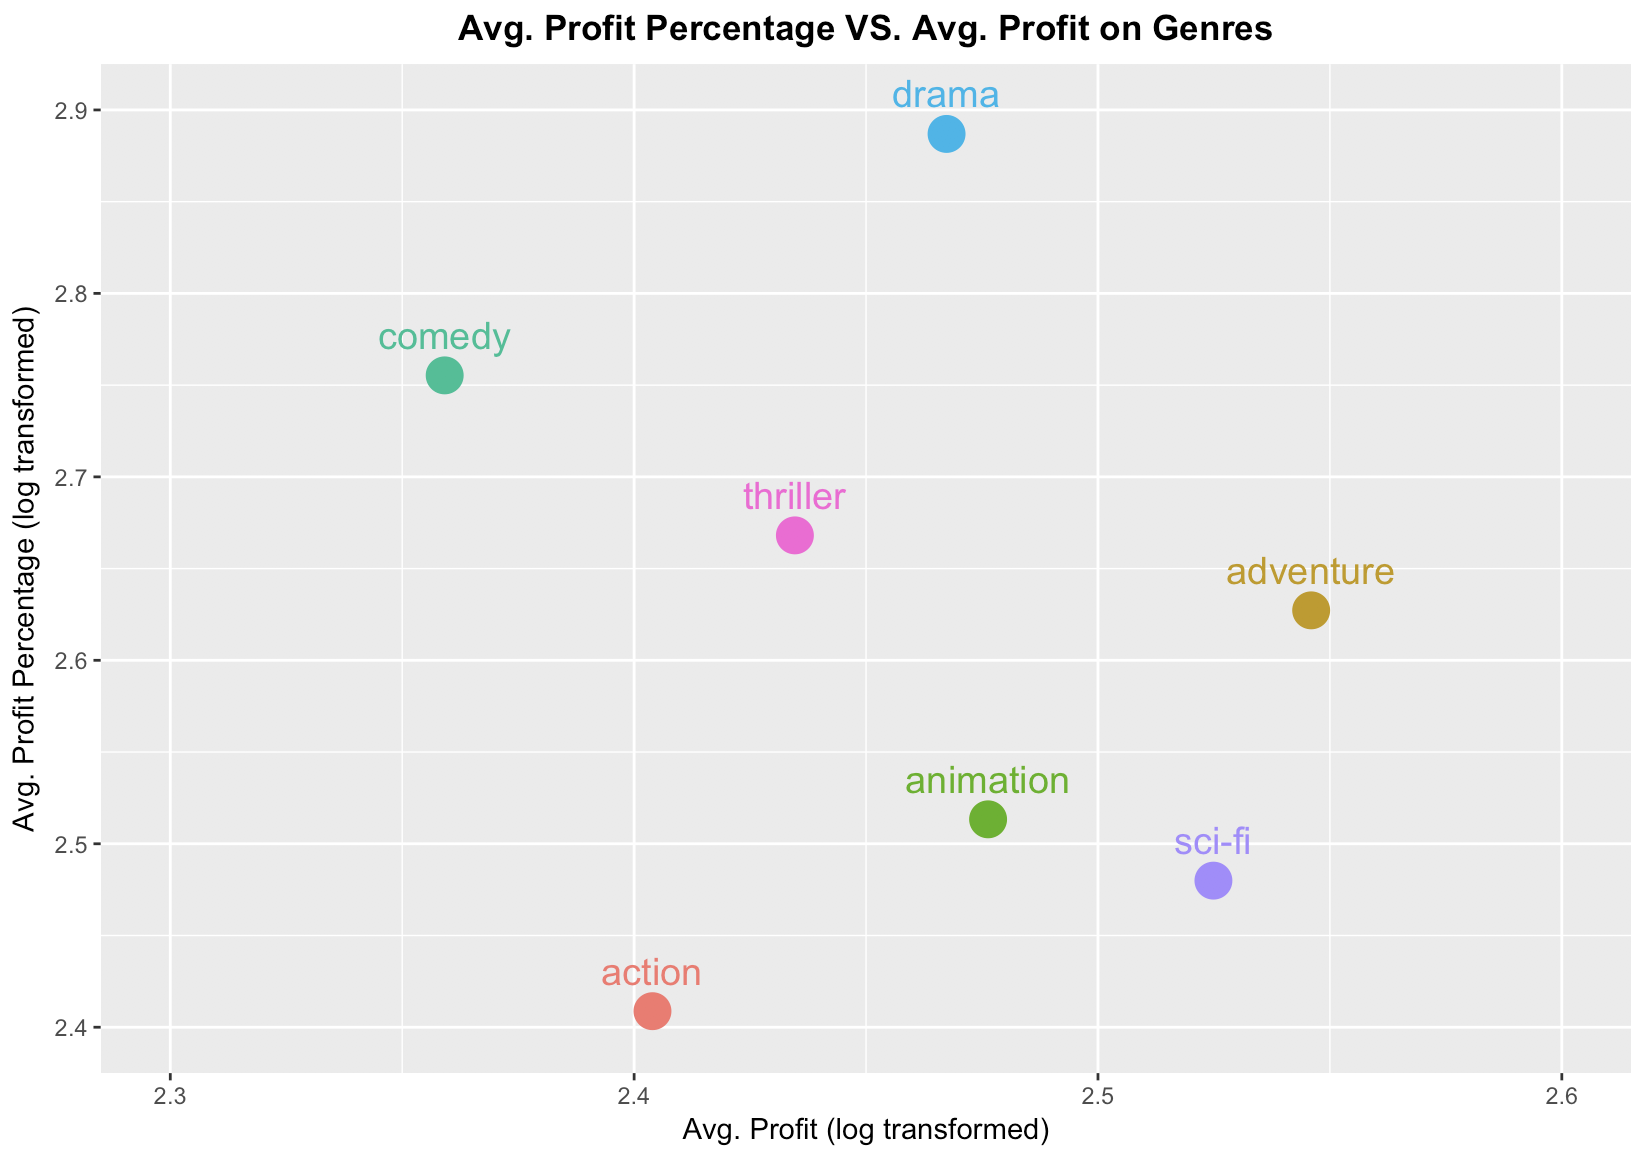 Avg. Profit Percentage VS. Avg. Profit on Genres
drama
2.9
2.8
comedy
2.7
thriller
adventure
2.6
animation
2.5
sci-fi
action
2.4
Avg. Profit Percentage (log transformed)
2.3
2.4
2.5
2.6
Avg. Profit (log transformed)